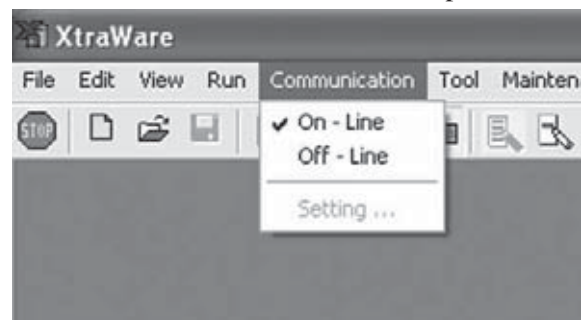 XtraWare
File Edit View Run Communication Tool Mainten
STOP
On - Line
Off - Line
Setting ...